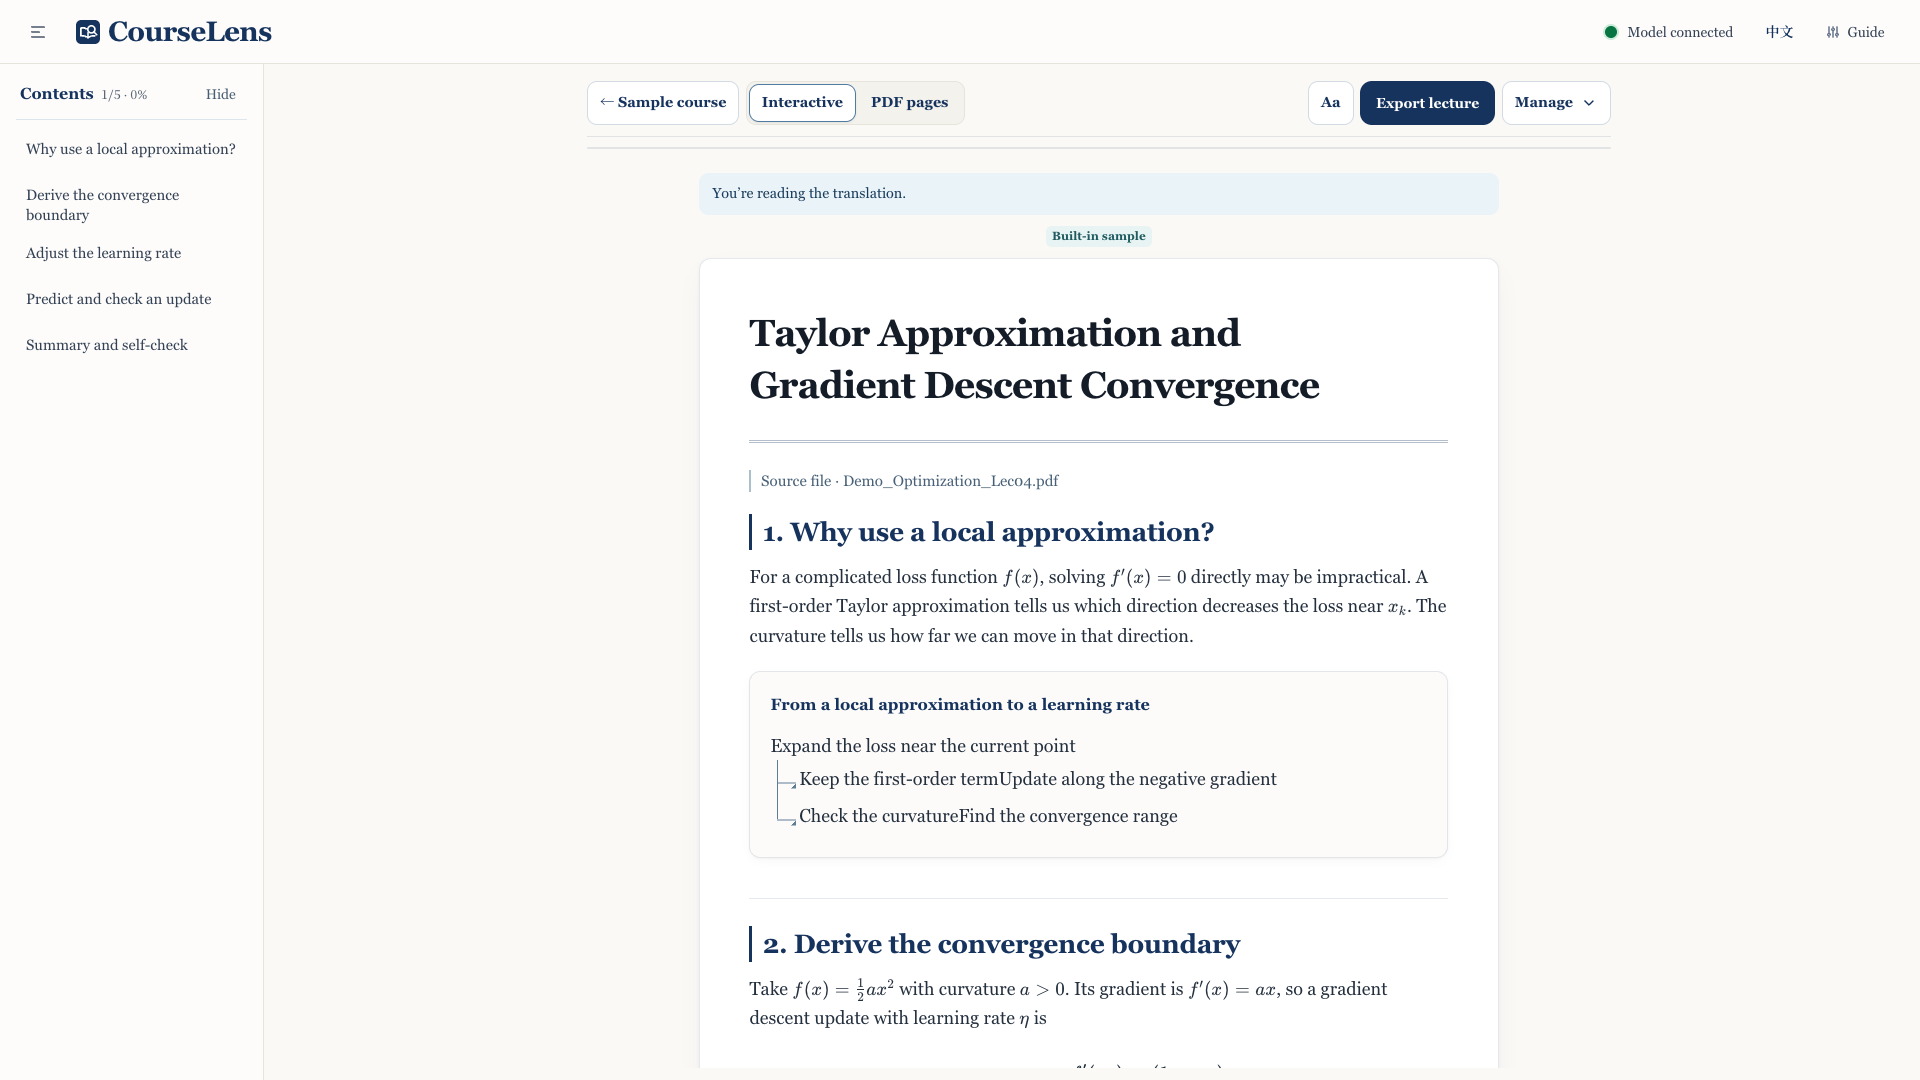 CourseLens
Model connected
中文
Guide
Contents 1/5 · 0%
Hide
Why use a local approximation?
Derive the convergence
boundary
Adjust the learning rate
Predict and check an update
Summary and self-check
← Sample course
Interactive
PDF pages
Aa
Export lecture
Manage
You’re reading the translation.
Built-in sample
Taylor Approximation and
Gradient Descent Convergence
Source file · Demo_Optimization_Lec04.pdf
1. Why use a local approximation?
For a complicated loss function f(x), solving f′(x) = 0 directly may be impractical. A
first-order Taylor approximation tells us which direction decreases the loss near xₖ. The
curvature tells us how far we can move in that direction.
From a local approximation to a learning rate
Expand the loss near the current point
Keep the first-order termUpdate along the negative gradient
Check the curvatureFind the convergence range
2. Derive the convergence boundary
Take f(x) = ½ax² with curvature a > 0. Its gradient is f′(x) = ax, so a gradient
descent update with learning rate η is